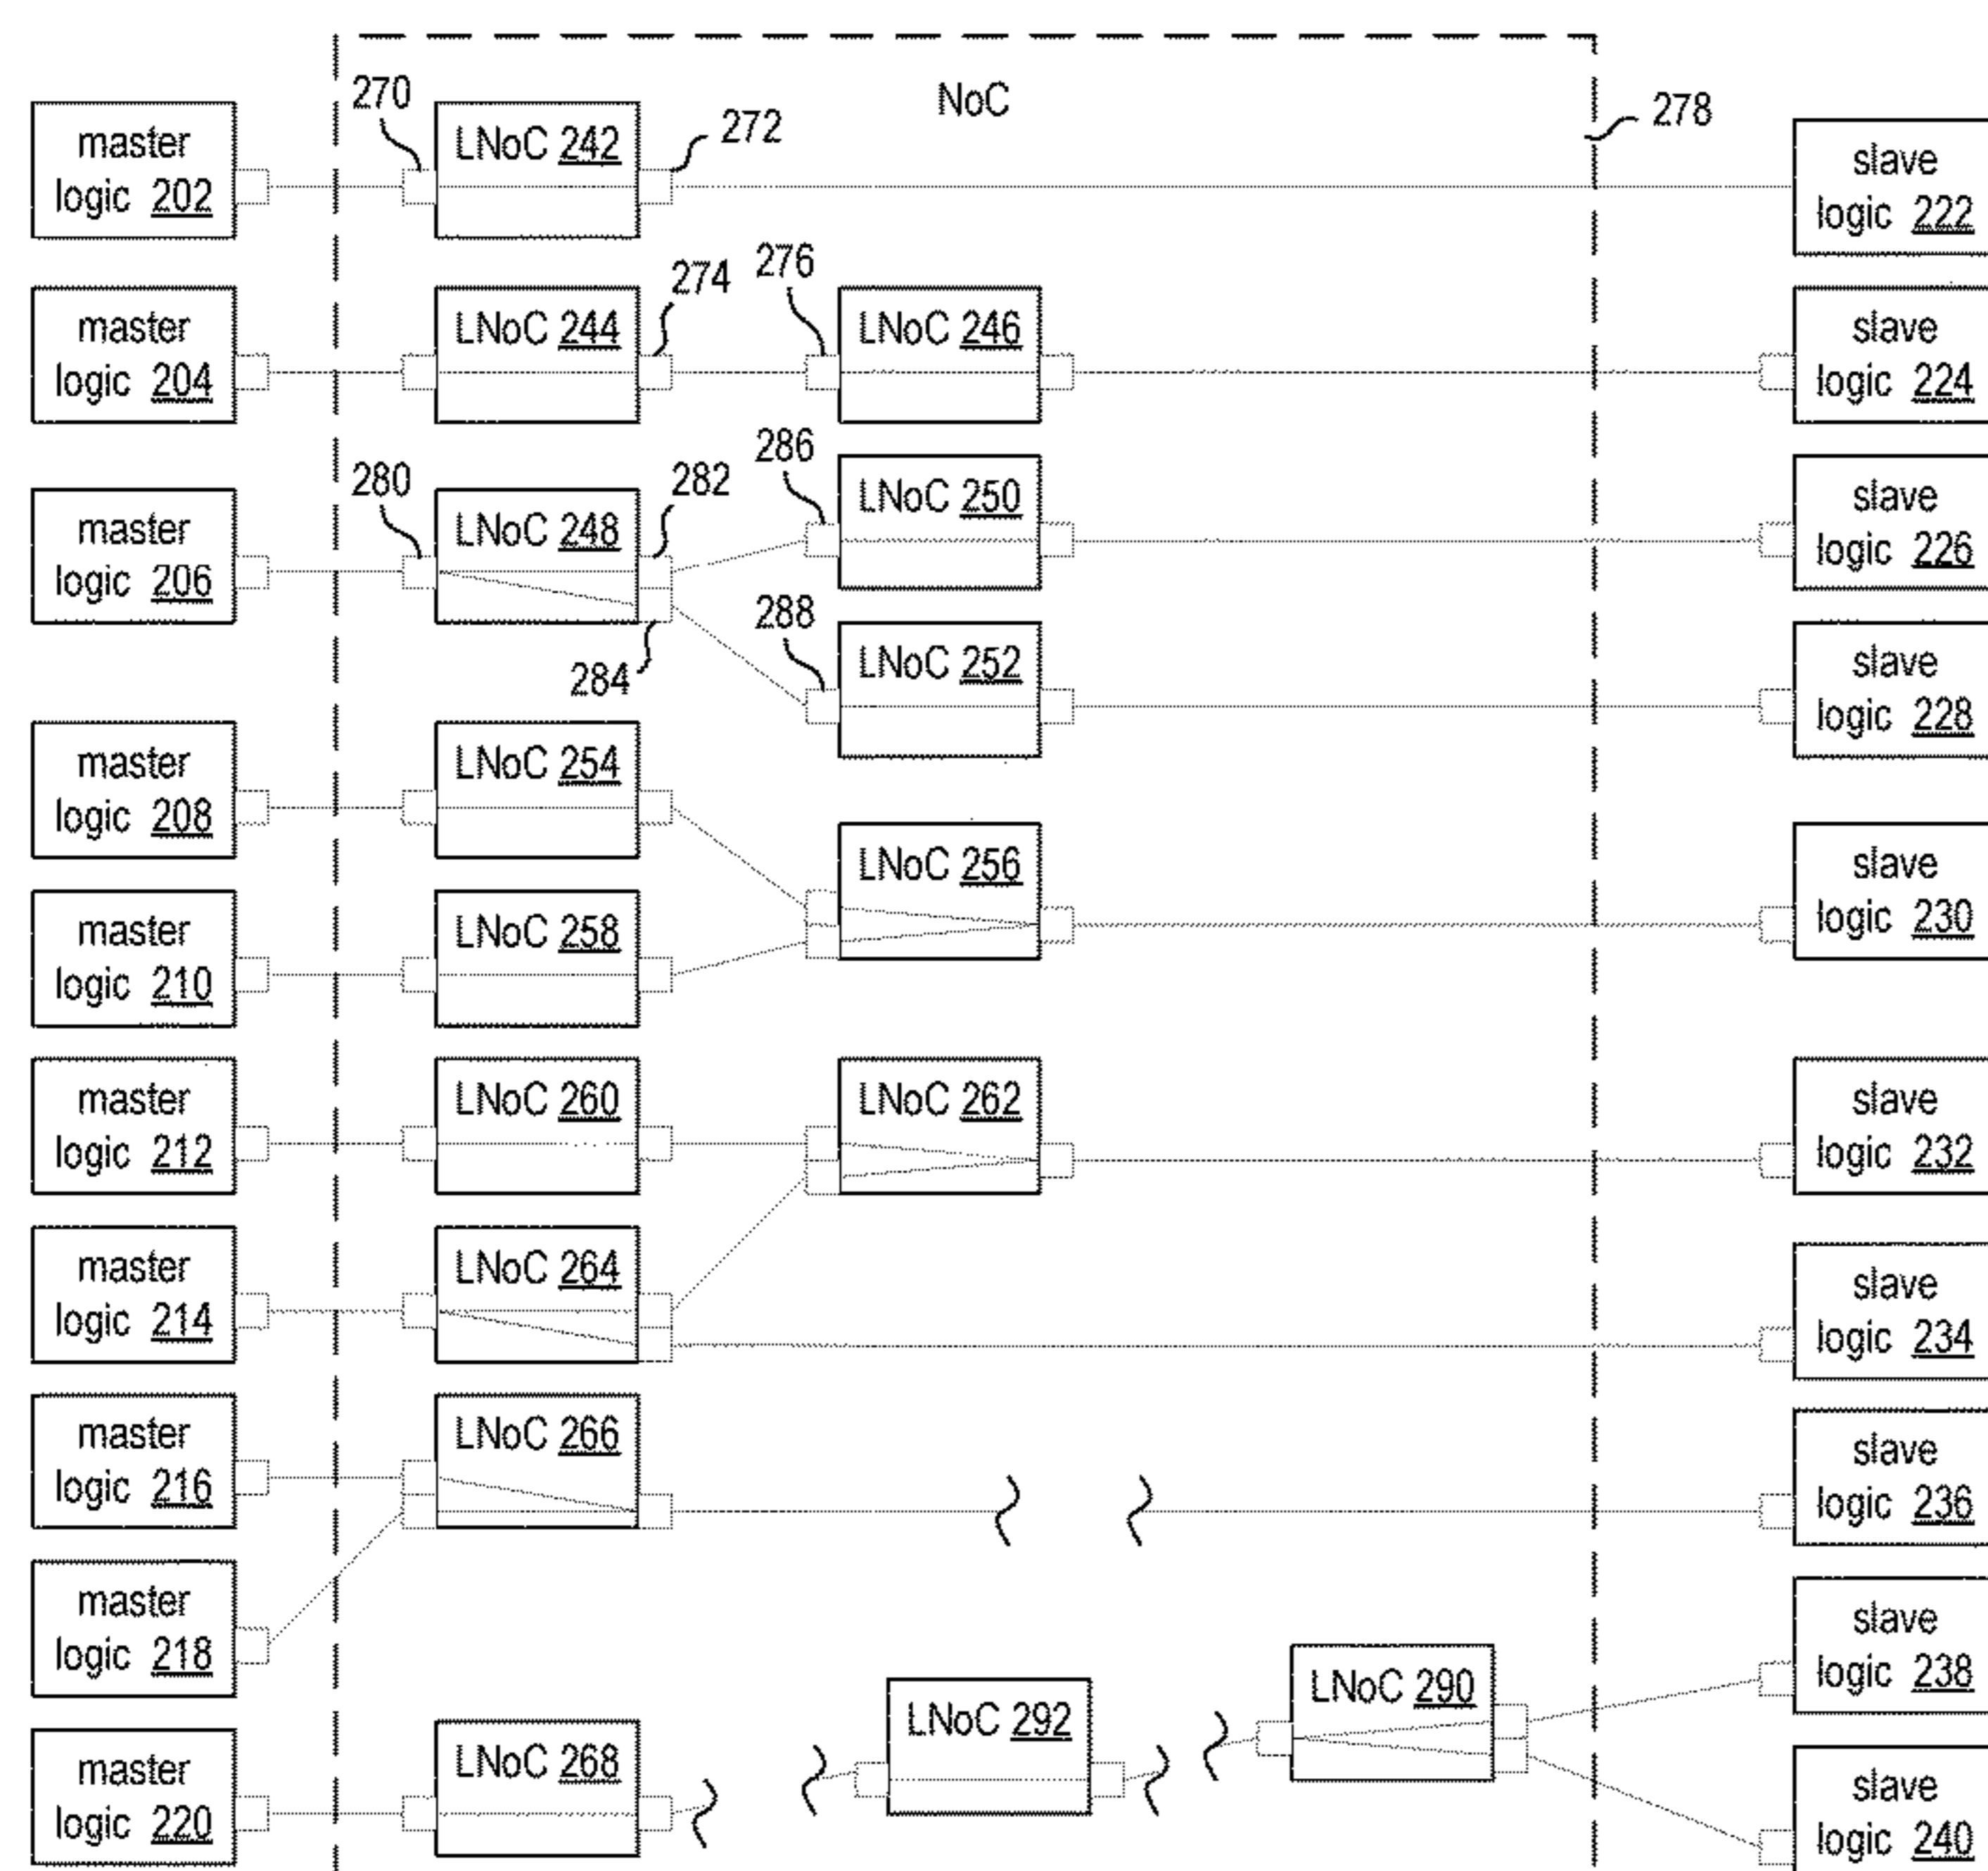 NoC
278
270
272
master
logic 202
LNoC 242
slave
logic 222
274
276
master
logic 204
LNoC 244
LNoC 246
slave
logic 224
280
282
286
master
logic 206
LNoC 248
LNoC 250
slave
logic 226
284
288
LNoC 252
slave
logic 228
master
logic 208
LNoC 254
LNoC 256
slave
logic 230
master
logic 210
LNoC 258
master
logic 212
LNoC 260
LNoC 262
slave
logic 232
master
logic 214
LNoC 264
slave
logic 234
master
logic 216
LNoC 266
slave
logic 236
master
logic 218
slave
logic 238
master
logic 220
LNoC 268
LNoC 292
LNoC 290
slave
logic 240